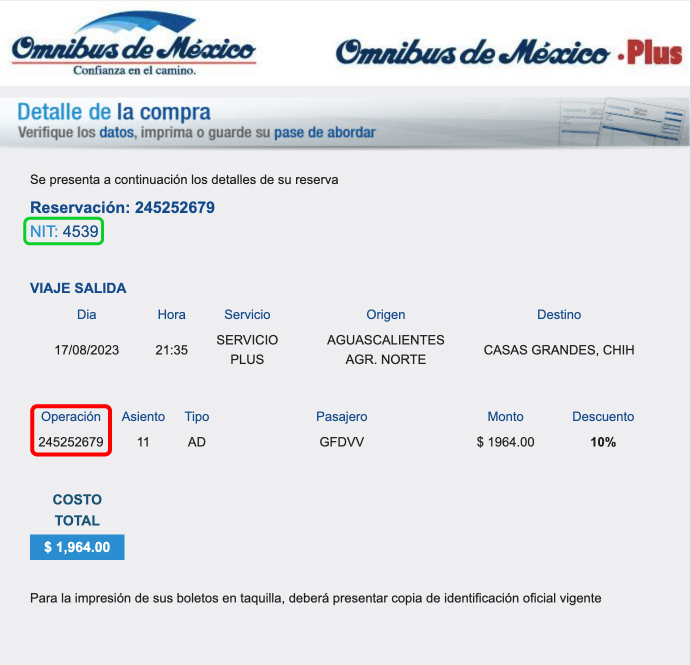 Omnibus de México
Confianza en el camino.
Omnibus de México · Plus
Detalle de la compra
Verifique los datos, imprima o guarde su pase de abordar
Se presenta a continuación los detalles de su reserva
Reservación: 245252679
NIT: 4539
VIAJE SALIDA
Dia Hora Servicio Origen Destino
17/08/2023 21:35 SERVICIO PLUS AGUASCALIENTES AGR. NORTE CASAS GRANDES, CHIH
Operación Asiento Tipo Pasajero Monto Descuento
245252679 11 AD GFDVV $ 1964.00 10%
COSTO
TOTAL
$ 1,964.00
Para la impresión de sus boletos en taquilla, deberá presentar copia de identificación oficial vigente